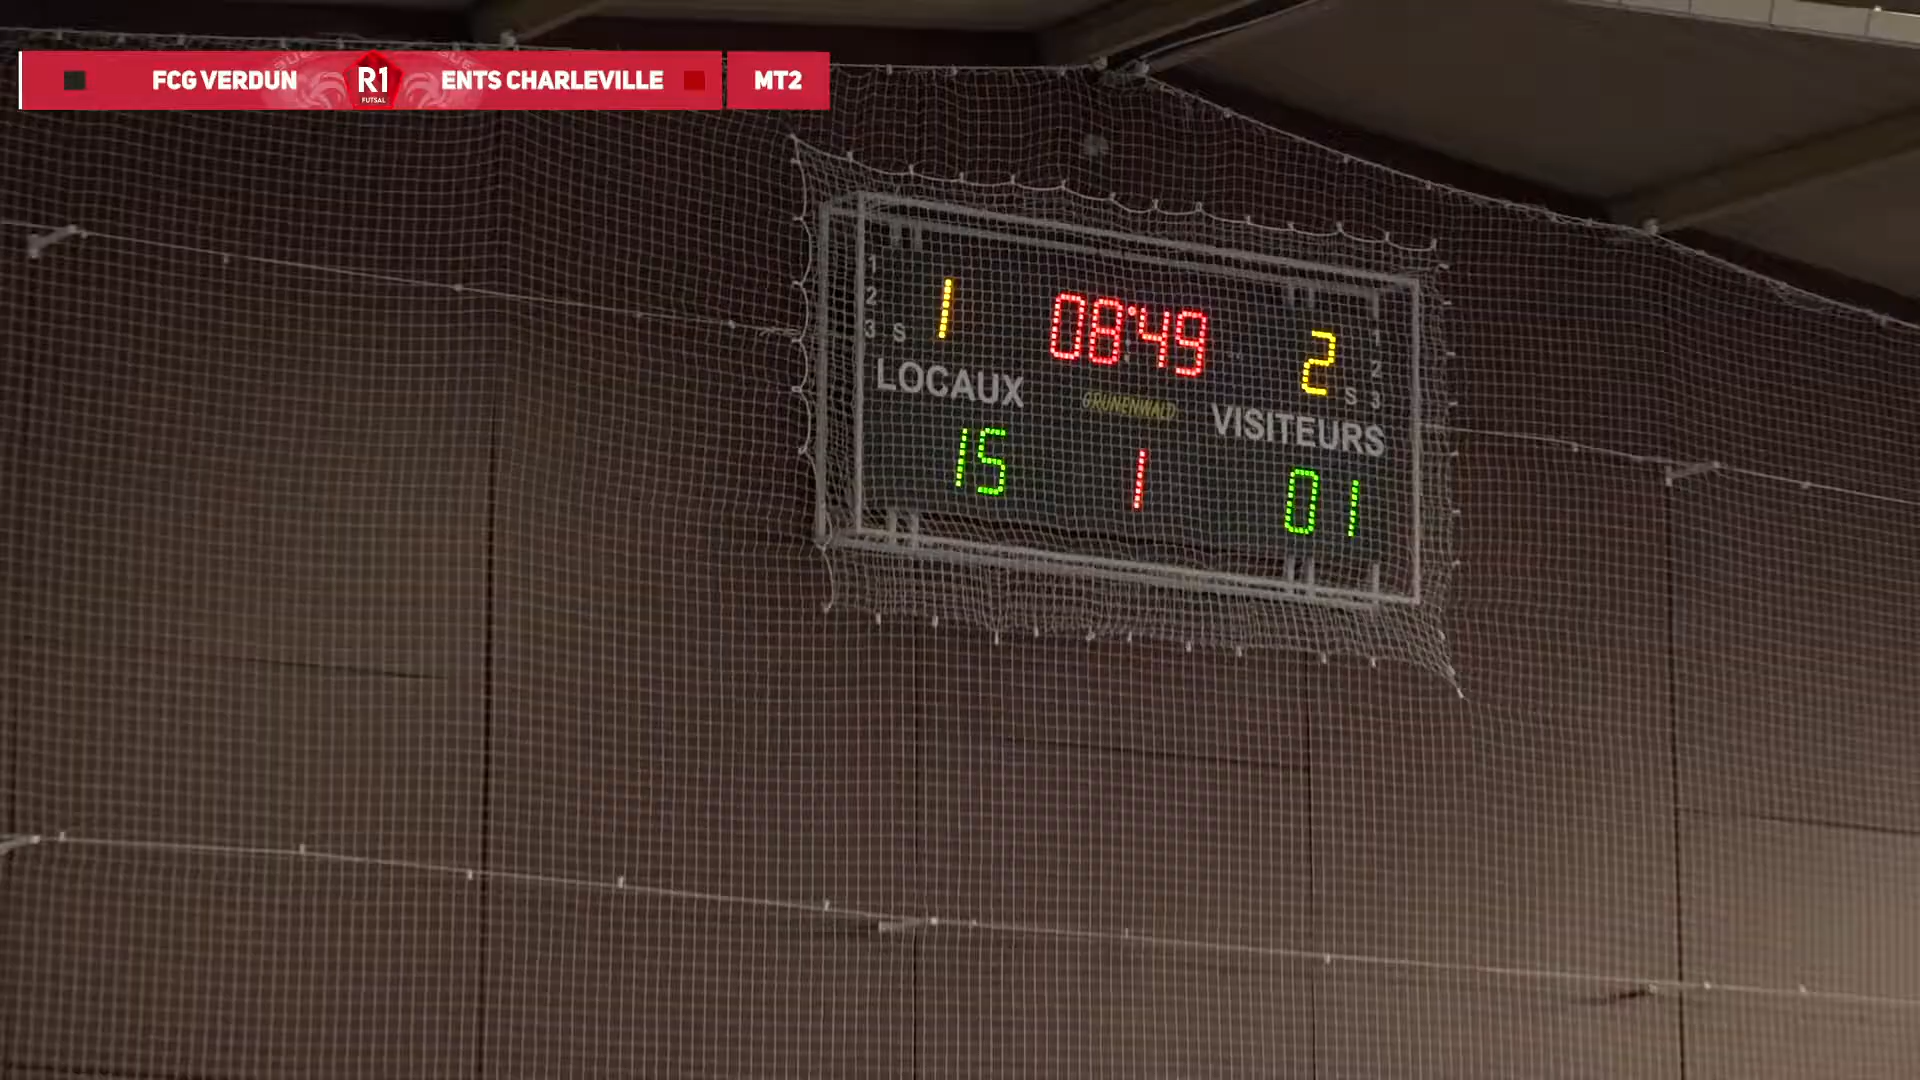 FCG VERDUN R1 FUTSAL ENTS CHARLEVILLE MT2
1 08:49 2
1 2 3 S
1 2 S 3
LOCAUX GRUNENWALD VISITEURS
15 1 01